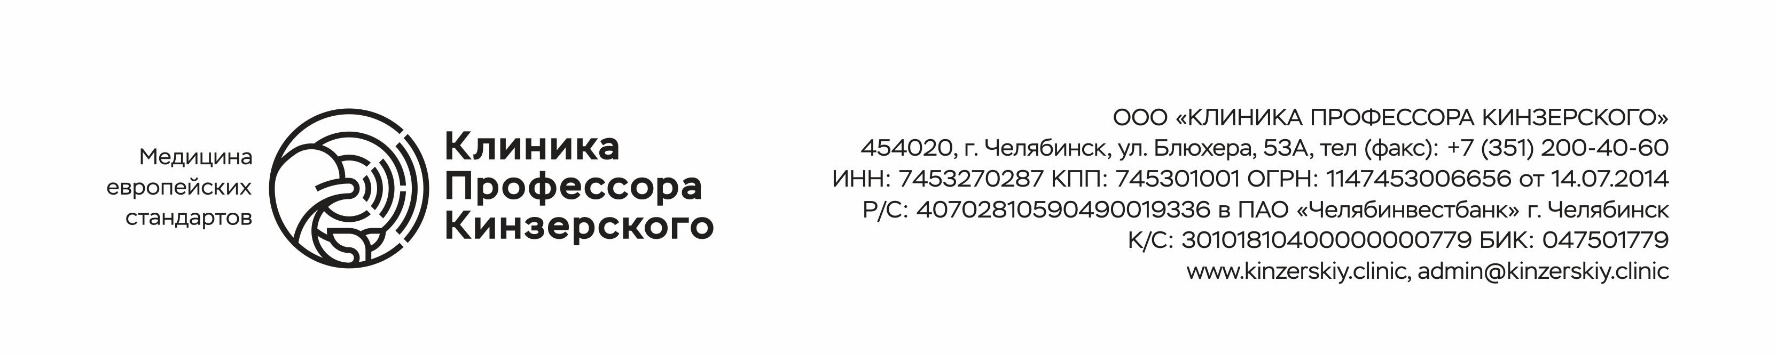 Медицина
европейских
стандартов
Клиника
Профессора
Кинзерского
ООО «КЛИНИКА ПРОФЕССОРА КИНЗЕРСКОГО»
454020, г. Челябинск, ул. Блюхера, 53А, тел (факс): +7 (351) 200-40-60
ИНН: 7453270287 КПП: 745301001 ОГРН: 1147453006656 от 14.07.2014
Р/С: 40702810590490019336 в ПАО «Челябинвестбанк» г. Челябинск
К/С: 30101810400000000779 БИК: 047501779
www.kinzerskiy.clinic, admin@kinzerskiy.clinic